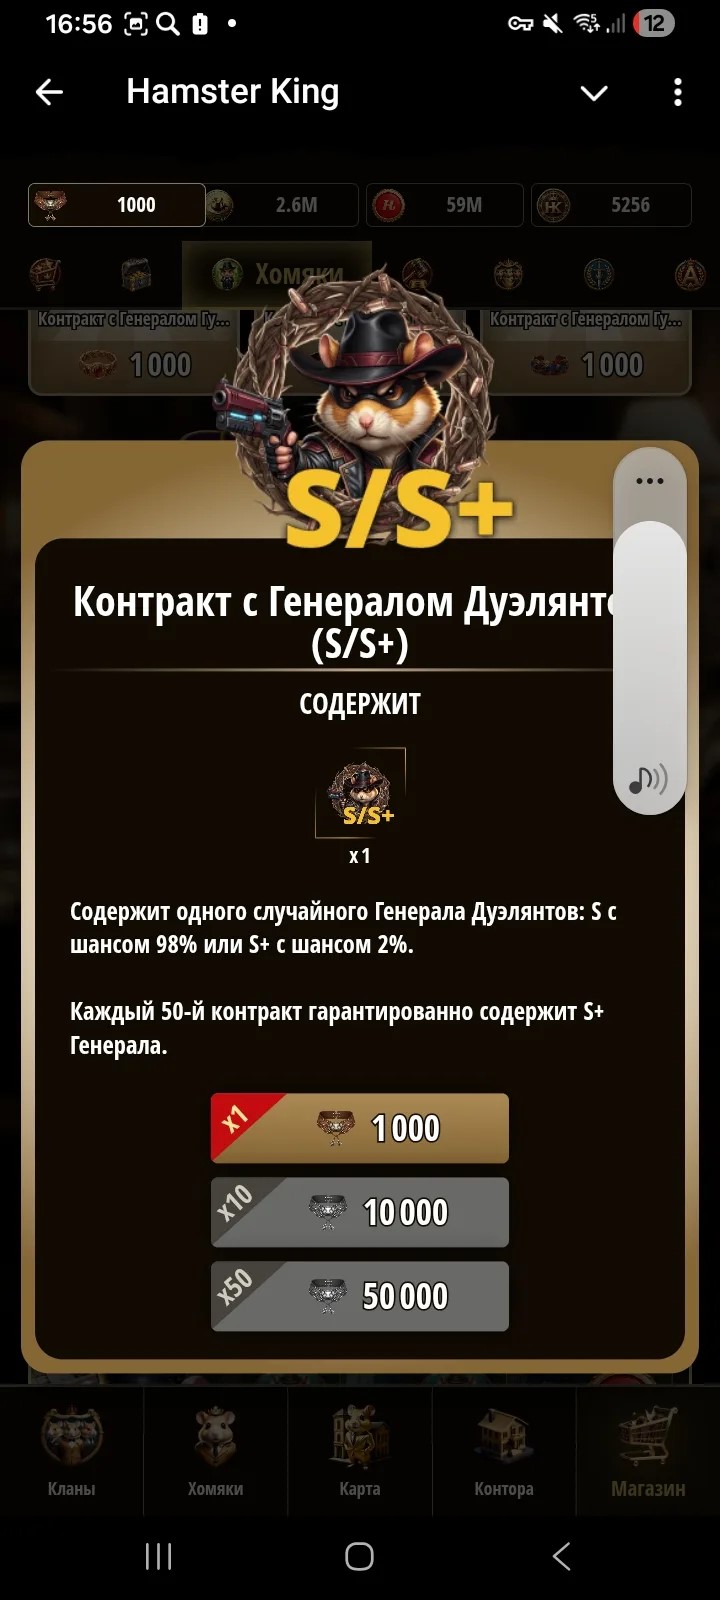 16:56
12
Hamster King
1000
2.6M
59M
5256
Хомяки
Контракт с Генералом Гу...
Контракт с Генералом Гу...
1 000
1 000
S/S+
Контракт с Генералом Дуэлянто
(S/S+)
СОДЕРЖИТ
S/S+
x 1
Содержит одного случайного Генерала Дуэлянтов: S с
шансом 98% или S+ с шансом 2%.
Каждый 50-й контракт гарантированно содержит S+
Генерала.
x1
1 000
x10
10 000
x50
50 000
Кланы
Хомяки
Карта
Контора
Магазин